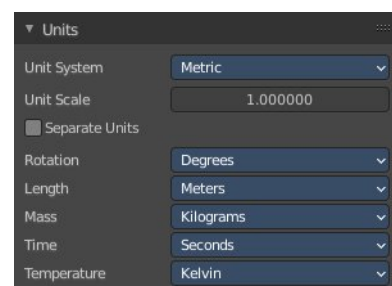 Units
Unit System Metric
Unit Scale 1.000000
Separate Units
Rotation Degrees
Length Meters
Mass Kilograms
Time Seconds
Temperature Kelvin